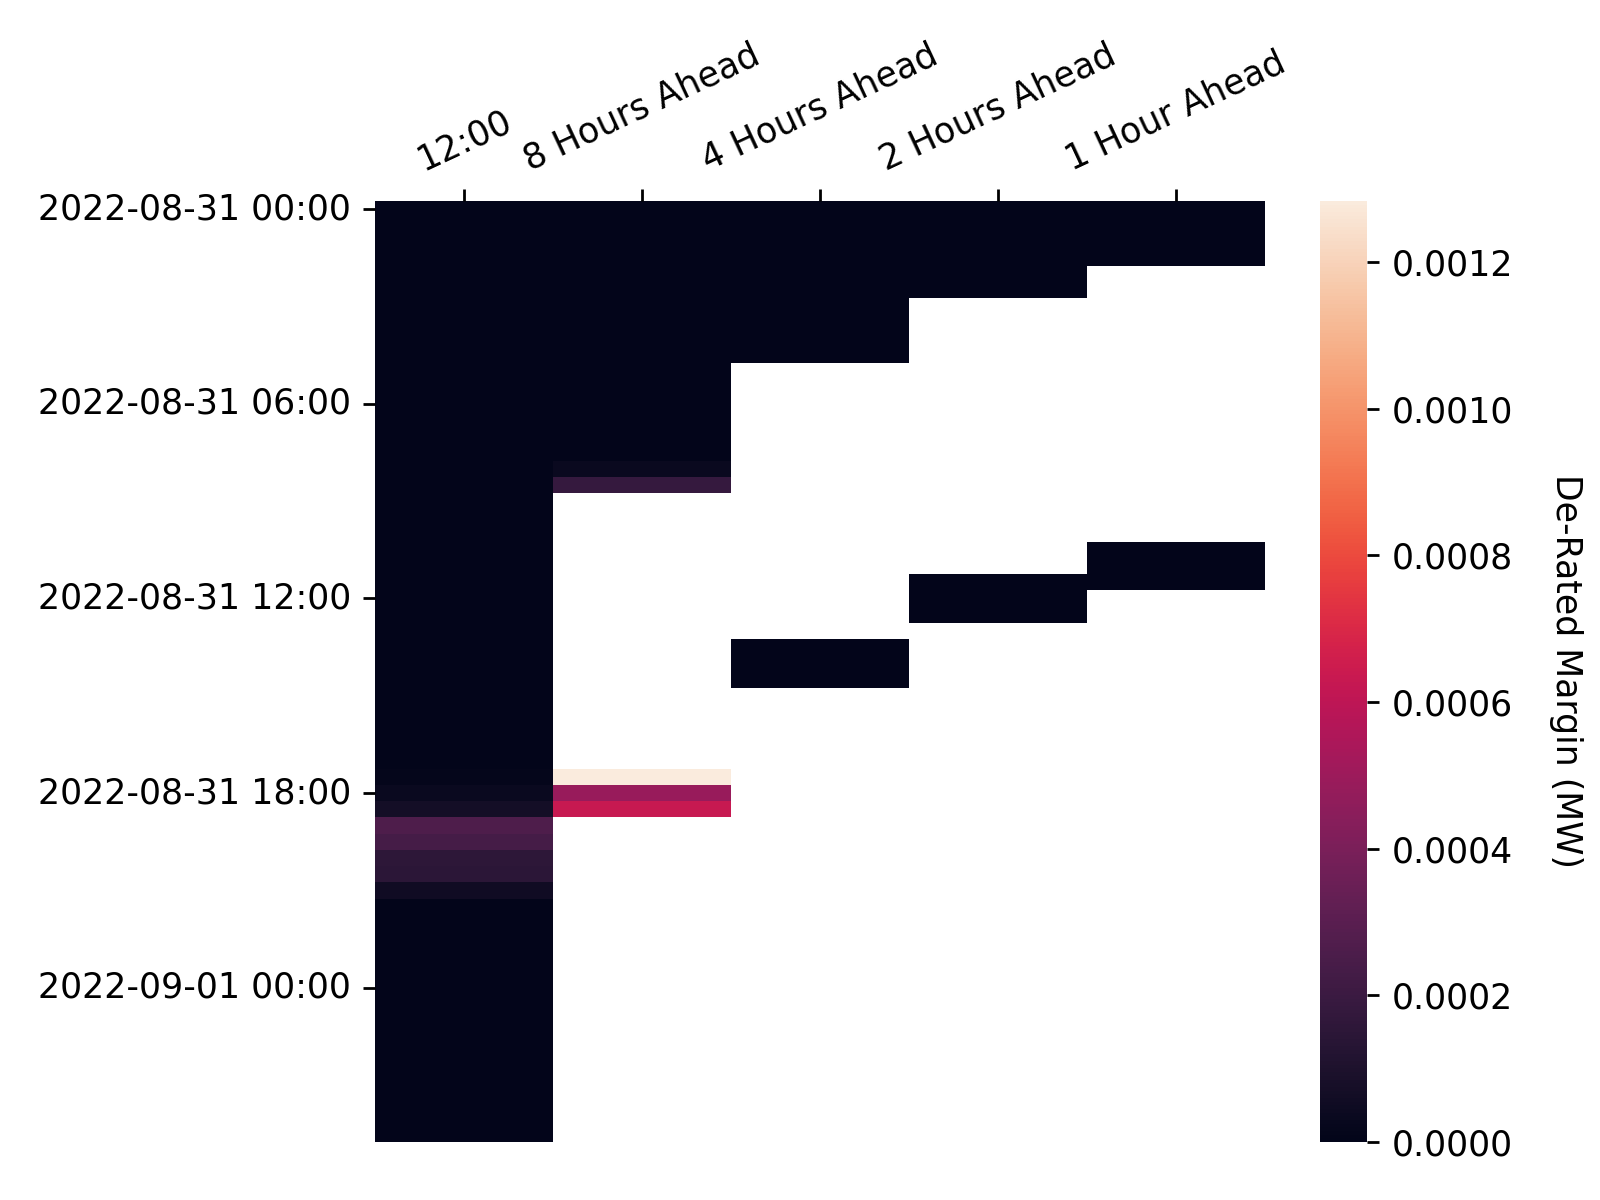 12:00
8 Hours Ahead
4 Hours Ahead
2 Hours Ahead
1 Hour Ahead
2022-08-31 00:00
2022-08-31 06:00
2022-08-31 12:00
2022-08-31 18:00
2022-09-01 00:00
0.0012
0.0010
0.0008
0.0006
0.0004
0.0002
0.0000
De-Rated Margin (MW)